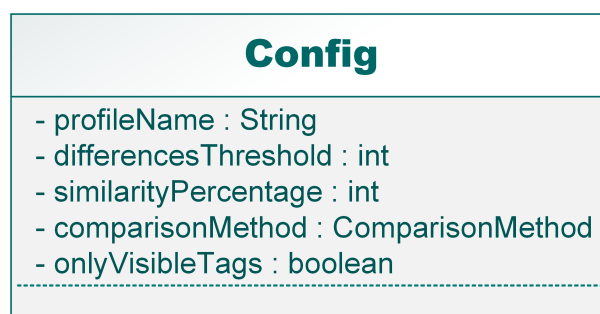 Config
- profileName : String
- differencesThreshold : int
- similarityPercentage : int
- comparisonMethod : ComparisonMethod
- onlyVisibleTags : boolean